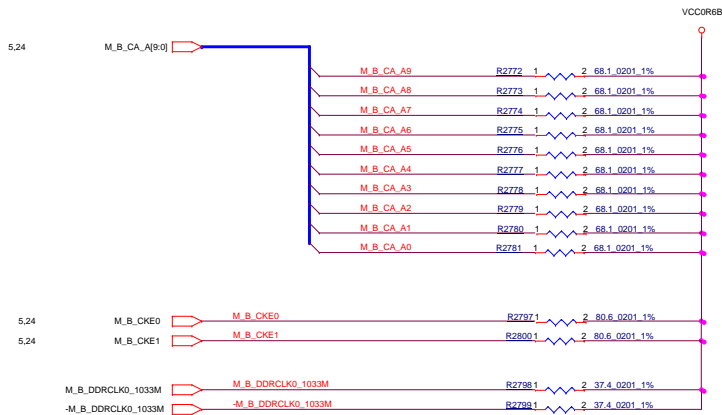 VCC0R6B
5,24 M_B_CA_A[9:0]
M_B_CA_A9 R2772 1 2 68.1_0201_1%
M_B_CA_A8 R2773 1 2 68.1_0201_1%
M_B_CA_A7 R2774 1 2 68.1_0201_1%
M_B_CA_A6 R2775 1 2 68.1_0201_1%
M_B_CA_A5 R2776 1 2 68.1_0201_1%
M_B_CA_A4 R2777 1 2 68.1_0201_1%
M_B_CA_A3 R2778 1 2 68.1_0201_1%
M_B_CA_A2 R2779 1 2 68.1_0201_1%
M_B_CA_A1 R2780 1 2 68.1_0201_1%
M_B_CA_A0 R2781 1 2 68.1_0201_1%
5,24 M_B_CKE0 M_B_CKE0 R2797 1 2 80.6_0201_1%
5,24 M_B_CKE1 M_B_CKE1 R2800 1 2 80.6_0201_1%
M_B_DDRCLK0_1033M M_B_DDRCLK0_1033M R2798 1 2 37.4_0201_1%
-M_B_DDRCLK0_1033M -M_B_DDRCLK0_1033M R2799 1 2 37.4_0201_1%